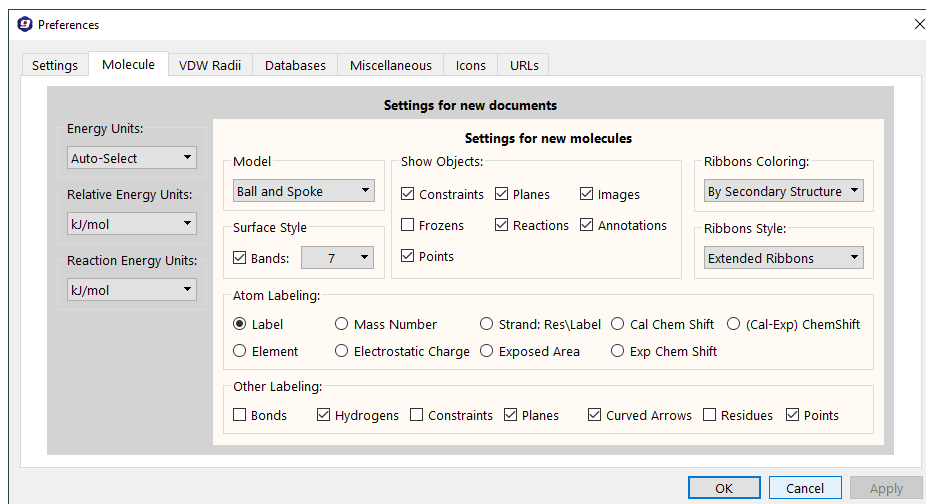 Preferences
Settings Molecule VDW Radii Databases Miscellaneous Icons URLs
Settings for new documents
Energy Units:
Auto-Select
Relative Energy Units:
kJ/mol
Reaction Energy Units:
kJ/mol
Settings for new molecules
Model
Ball and Spoke
Surface Style
Bands: 7
Show Objects:
Constraints Planes Images
Frozens Reactions Annotations
Points
Ribbons Coloring:
By Secondary Structure
Ribbons Style:
Extended Ribbons
Atom Labeling:
Label Mass Number Strand: Res\Label Cal Chem Shift (Cal-Exp) ChemShift
Element Electrostatic Charge Exposed Area Exp Chem Shift
Other Labeling:
Bonds Hydrogens Constraints Planes Curved Arrows Residues Points
OK Cancel Apply